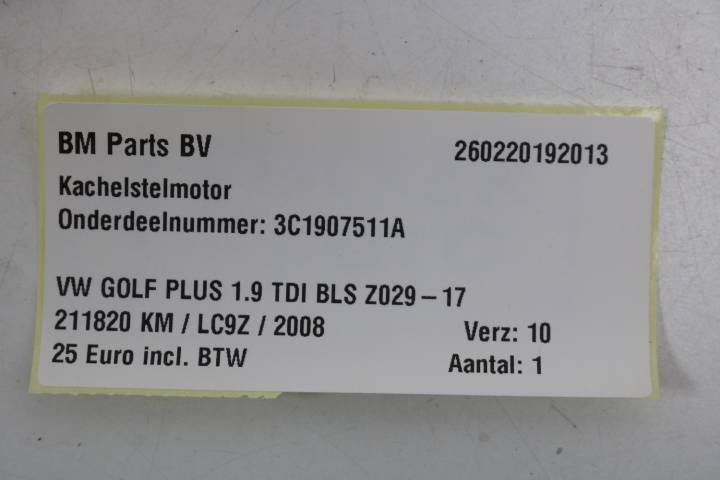 BM Parts BV 260220192013
Kachelstelmotor
Onderdeelnummer: 3C1907511A
VW GOLF PLUS 1.9 TDI BLS Z029 – 17
211820 KM / LC9Z / 2008 Verz: 10
25 Euro incl. BTW Aantal: 1